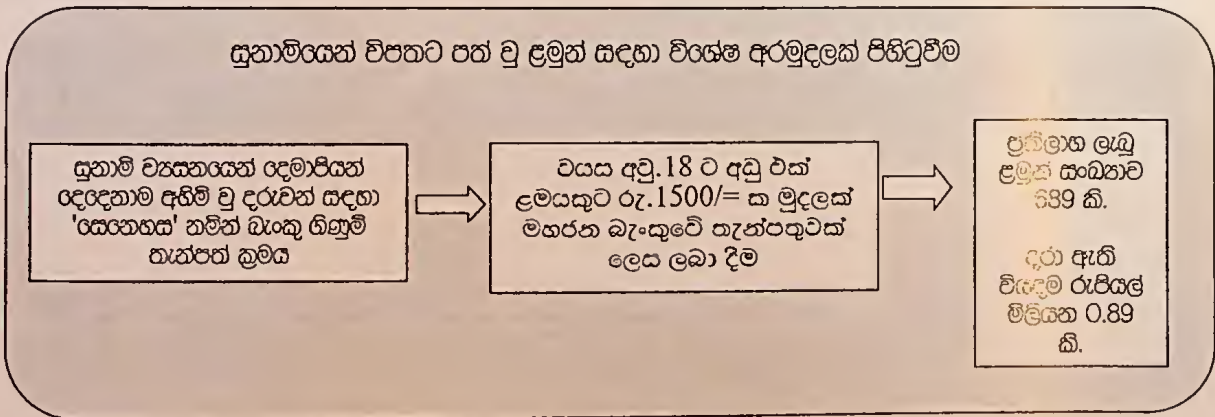 සුනාමියෙන් විපතට පත් වූ ළමුන් සඳහා විශේෂ අරමුදලක් පිහිටුවීම
සුනාමි ව්‍යසනයෙන් දෙමාපියන්
දෙදෙනාම අහිමි වු දරුවන් සඳහා
'සෙනෙහස' නමින් බැංකු ගිණුම්
තැන්පත් ක්‍රමය
වයස අවු.18 ට අඩු එක්
ළමයකුට රු.1500/= ක මුදලක්
මහජන බැංකුවේ තැන්පතුවක්
ලෙස ලබා දීම
ප්‍රතිලාභ ලැබූ
ළමුන් සංඛ්‍යාව
589 කි.
දරා ඇති
වියදම රුපියල්
මිලියන 0.89
කි.